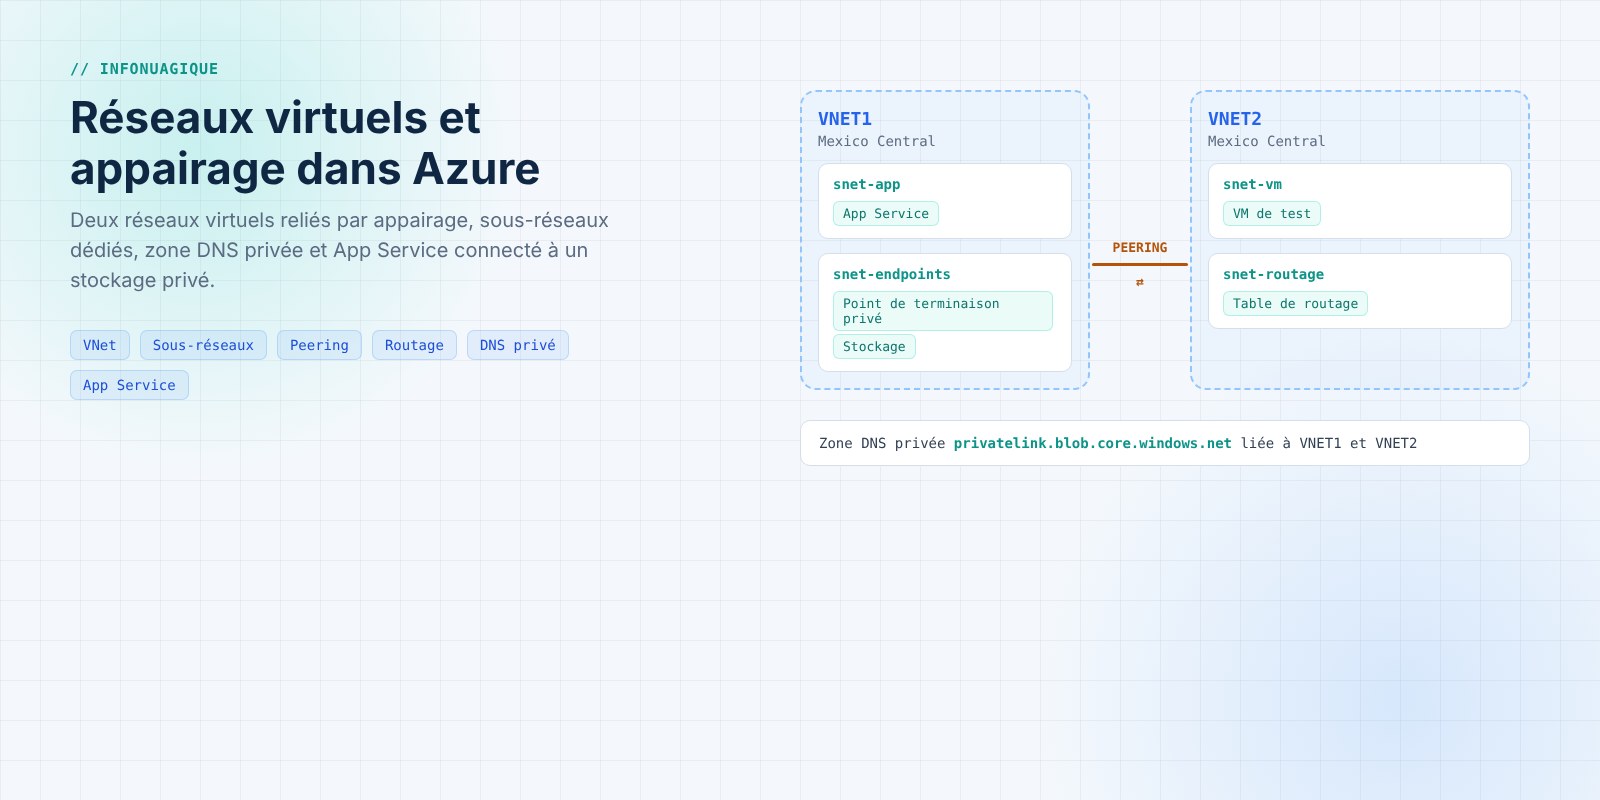 // INFONUAGIQUE
Réseaux virtuels et
appairage dans Azure
Deux réseaux virtuels reliés par appairage, sous-réseaux
dédiés, zone DNS privée et App Service connecté à un
stockage privé.
VNet
Sous-réseaux
Peering
Routage
DNS privé
App Service
VNET1
Mexico Central
snet-app
App Service
snet-endpoints
Point de terminaison
privé
Stockage
PEERING
⇄
VNET2
Mexico Central
snet-vm
VM de test
snet-routage
Table de routage
Zone DNS privée privatelink.blob.core.windows.net liée à VNET1 et VNET2